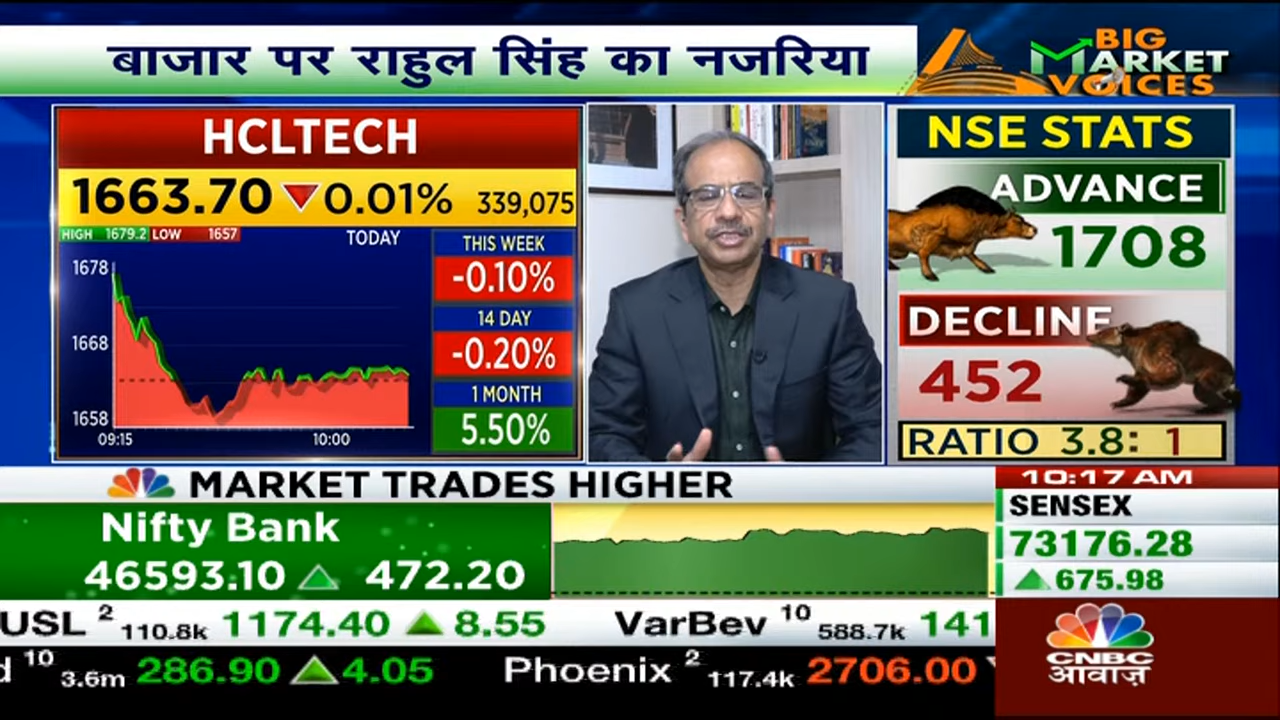 बाजार पर राहुल सिंह का नजरिया
BIG
MARKET
VOICES
HCLTECH
1663.70 ▼ 0.01% 339,075
HIGH 1679.2 LOW 1657
TODAY
1678
1668
1658
09:15 10:00
THIS WEEK
-0.10%
14 DAY
-0.20%
1 MONTH
5.50%
NSE STATS
ADVANCE
1708
DECLINE
452
RATIO 3.8: 1
MARKET TRADES HIGHER
10:17 AM
Nifty Bank
46593.10 ▲ 472.20
SENSEX
73176.28
▲ 675.98
USL 2 110.8k 1174.40 ▲ 8.55 VarBev 10 588.7k 141
d 10 3.6m 286.90 ▲ 4.05 Phoenix 2 117.4k 2706.00
CNBC
आवाज़